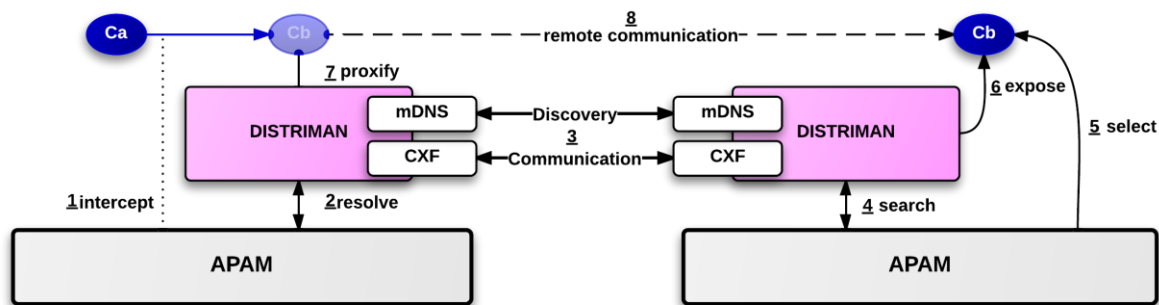 8
Ca
Cb
remote communication
Cb
7 proxify
6 expose
mDNS
Discovery
mDNS
DISTRIMAN
3
DISTRIMAN
5 select
CXF
Communication
CXF
1 intercept
2 resolve
4 search
APAM
APAM